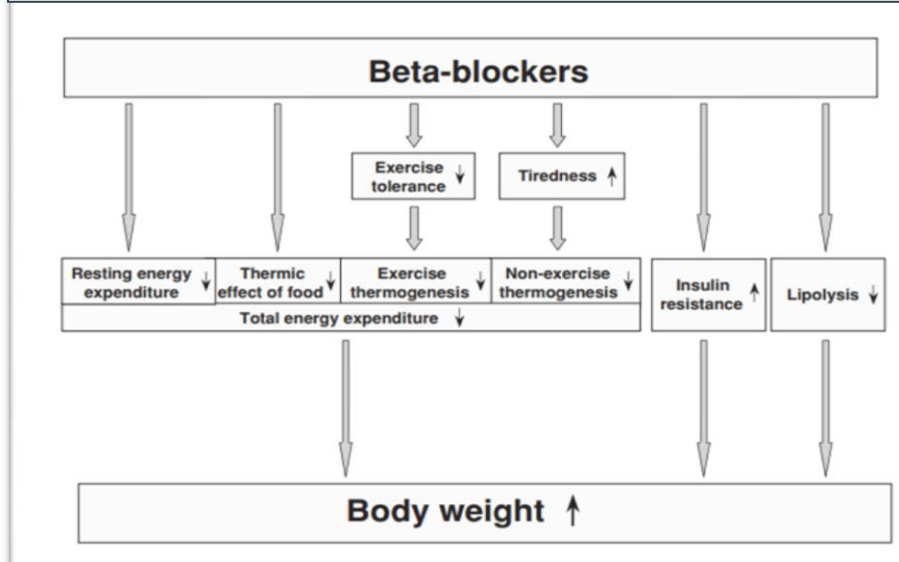 Beta-blockers
Exercise
tolerance ↓
Tiredness ↑
Resting energy
expenditure ↓
Thermic
effect of food ↓
Exercise
thermogenesis ↓
Non-exercise
thermogenesis ↓
Total energy expenditure ↓
Insulin
resistance ↑
Lipolysis ↓
Body weight ↑